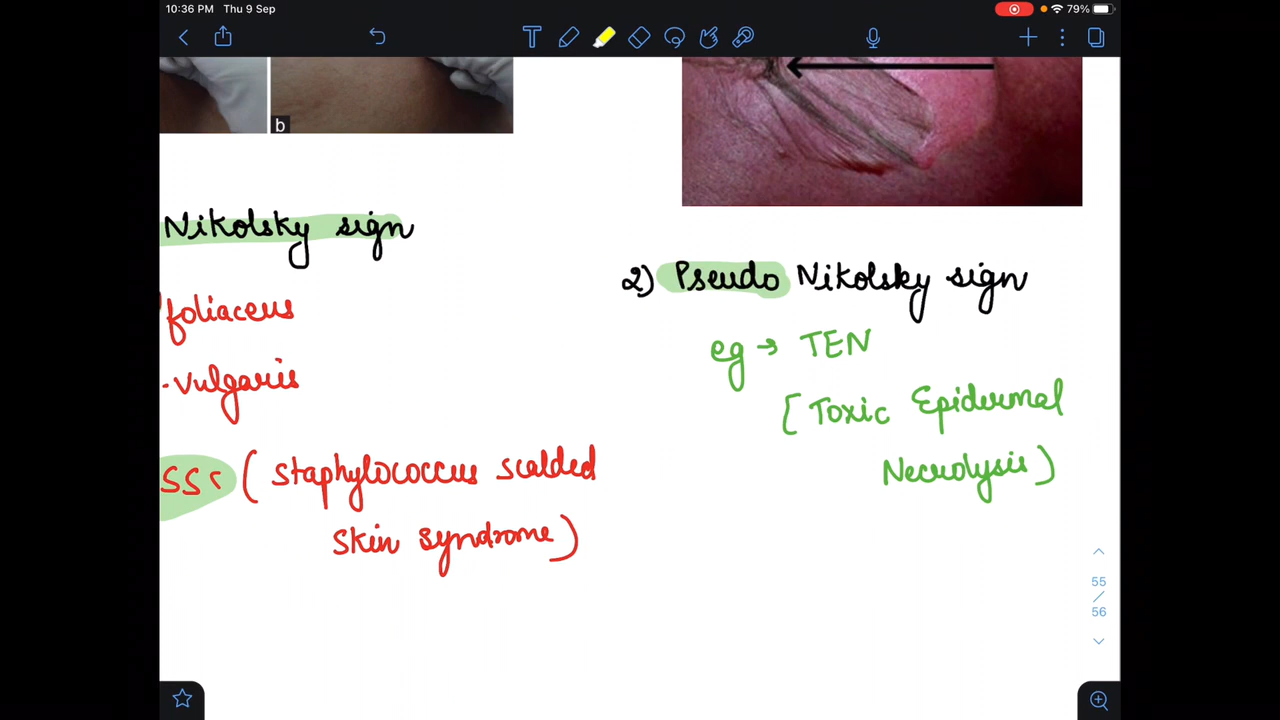 10:36 PM Thu 9 Sep
79%
b
Nikolsky sign
foliaceus
-vulgaris
SSS (Staphylococcus scalded
skin syndrome)
2) Pseudo Nikolsky sign
eg → TEN
[Toxic Epidermal
Necrolysis)
55
/
56